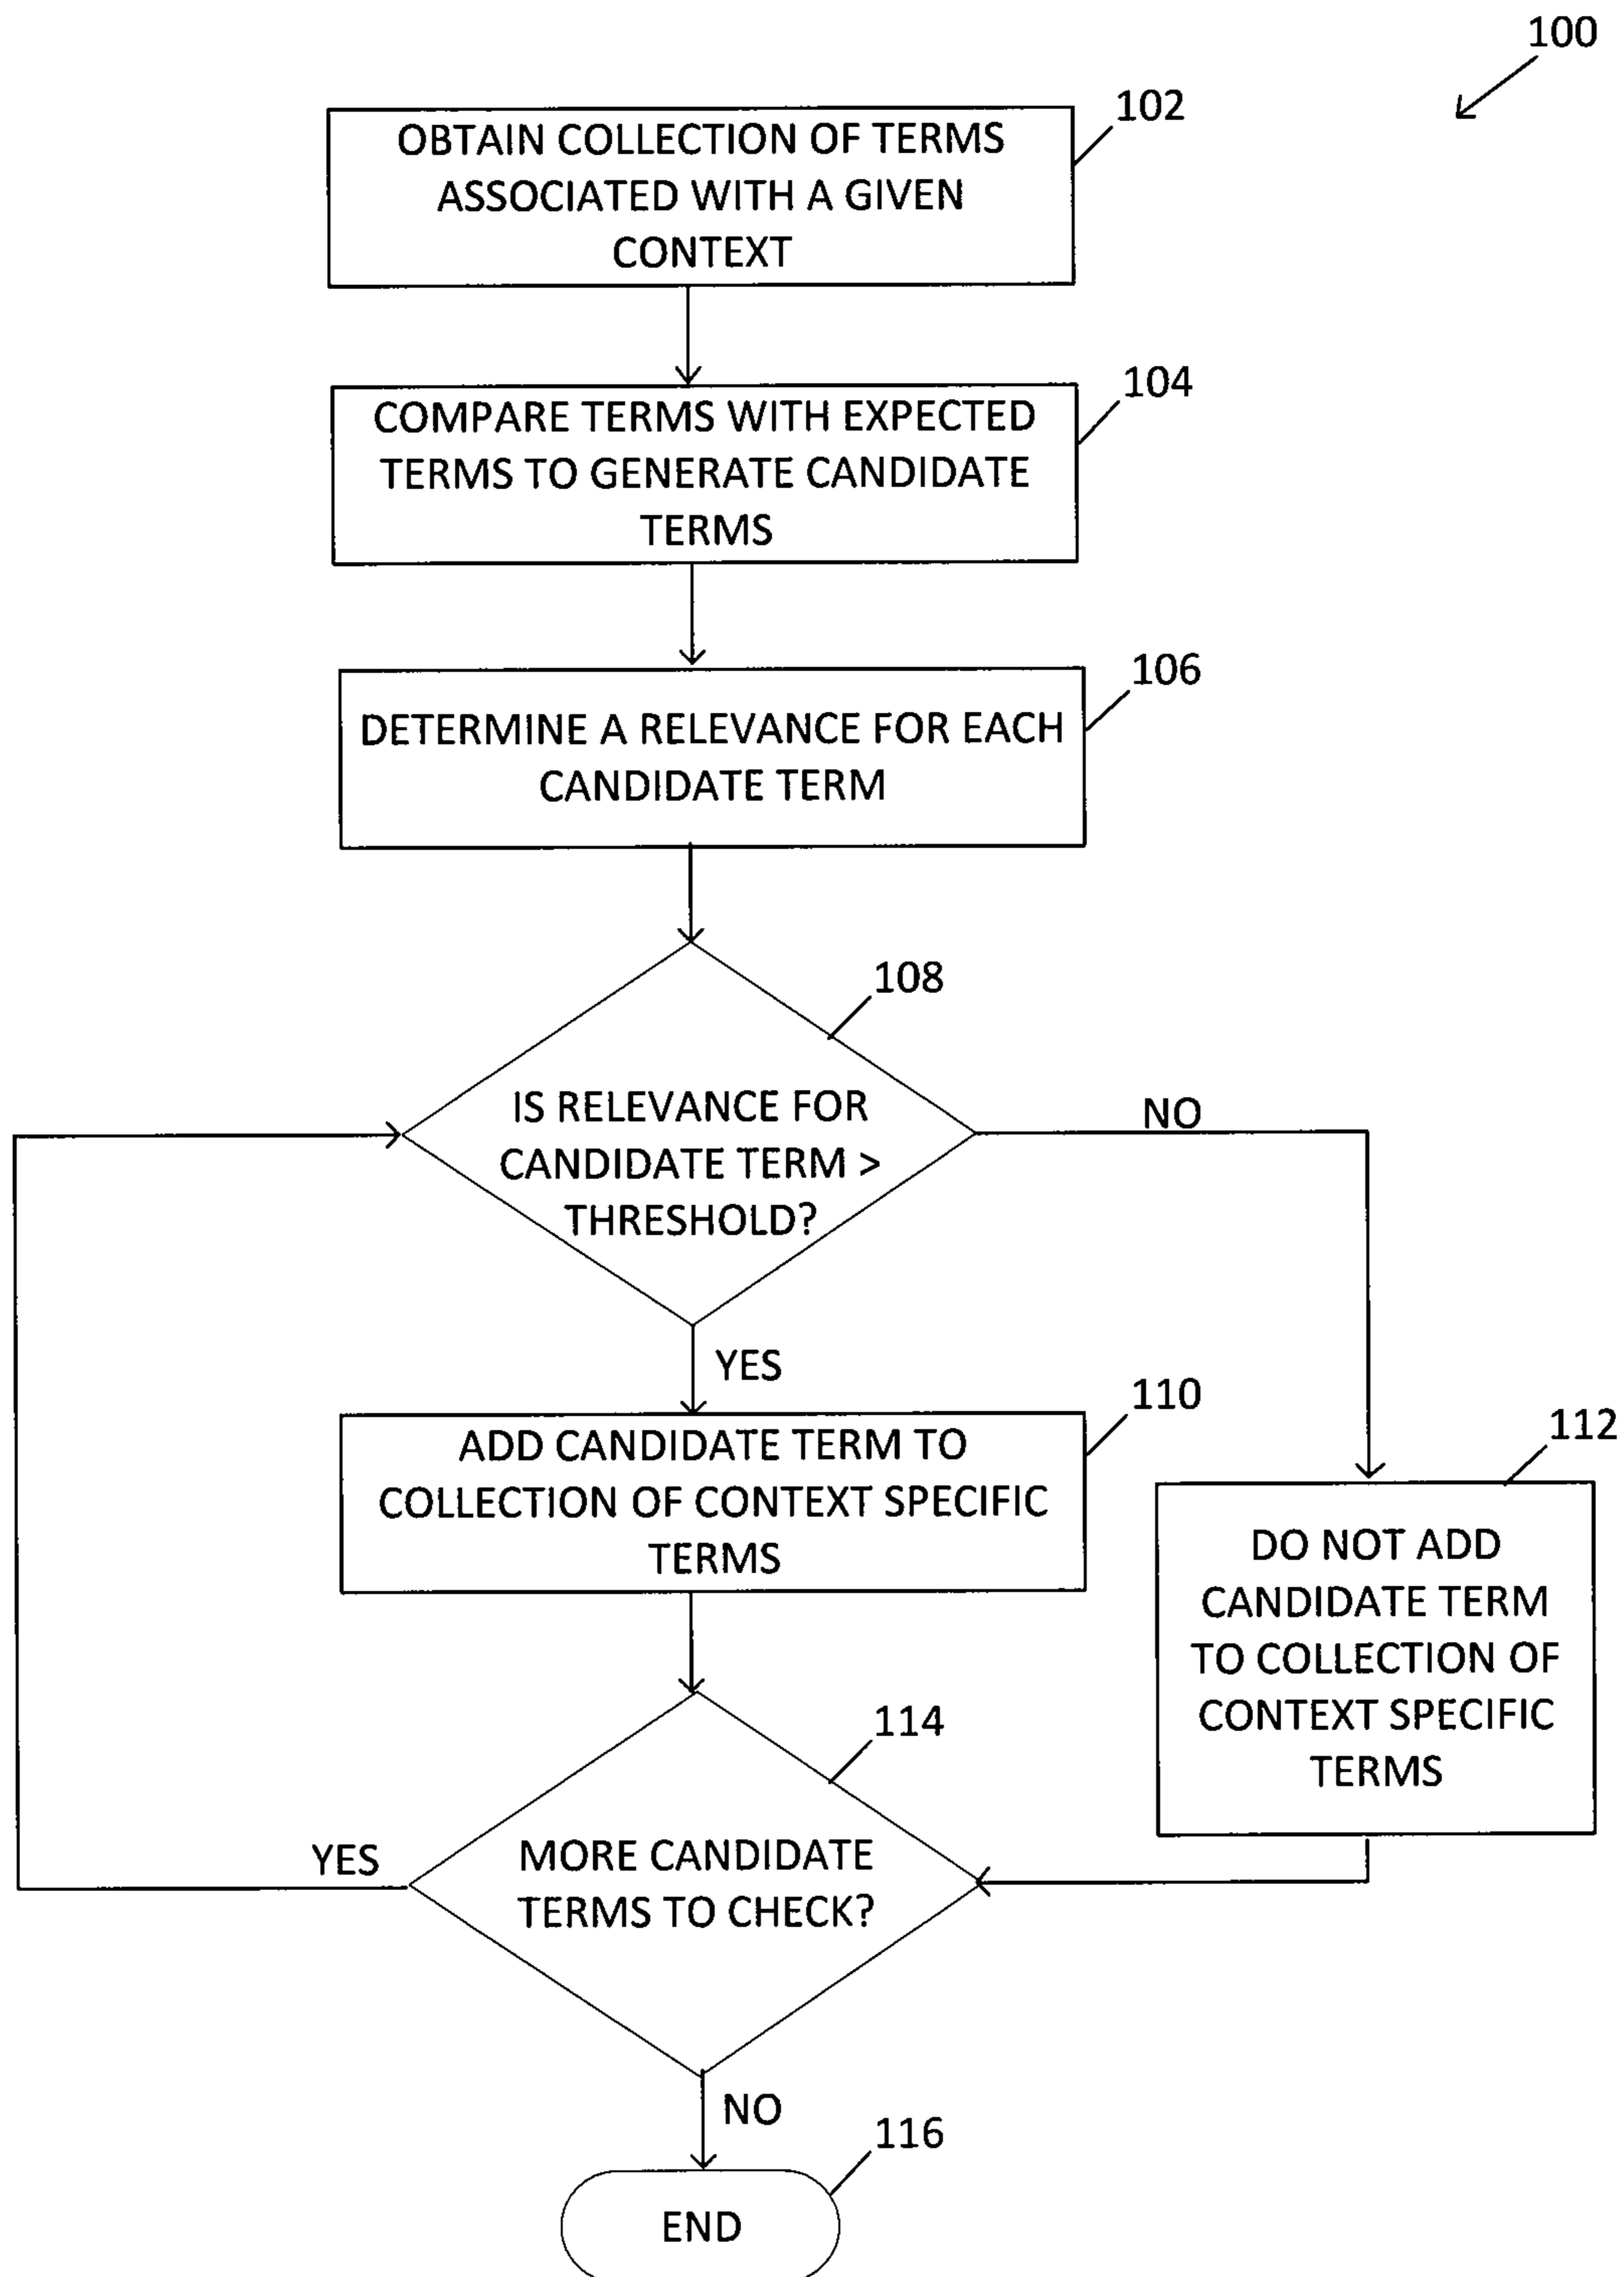 100
102
OBTAIN COLLECTION OF TERMS
ASSOCIATED WITH A GIVEN
CONTEXT
104
COMPARE TERMS WITH EXPECTED
TERMS TO GENERATE CANDIDATE
TERMS
106
DETERMINE A RELEVANCE FOR EACH
CANDIDATE TERM
108
IS RELEVANCE FOR
CANDIDATE TERM >
THRESHOLD?
NO
YES
110
ADD CANDIDATE TERM TO
COLLECTION OF CONTEXT SPECIFIC
TERMS
112
DO NOT ADD
CANDIDATE TERM
TO COLLECTION OF
CONTEXT SPECIFIC
TERMS
114
MORE CANDIDATE
TERMS TO CHECK?
YES
NO
116
END